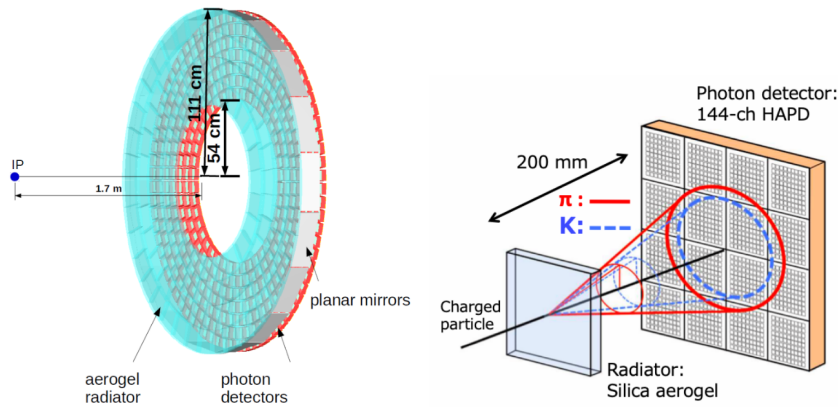 111 cm
54 cm
IP
1.7 m
planar mirrors
aerogel
radiator
photon
detectors
Photon detector:
144-ch HAPD
200 mm
π :
K:
Charged
particle
Radiator:
Silica aerogel